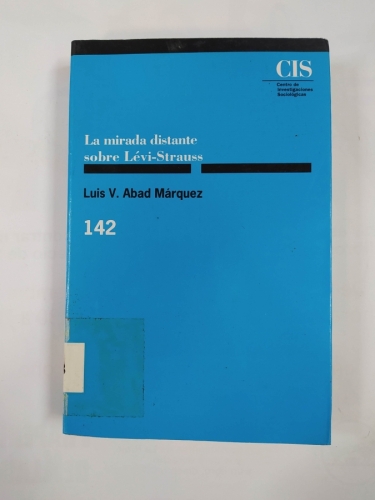 CIS
Centro de
Investigaciones
Sociológicas
La mirada distante
sobre Lévi-Strauss
Luis V. Abad Márquez
142